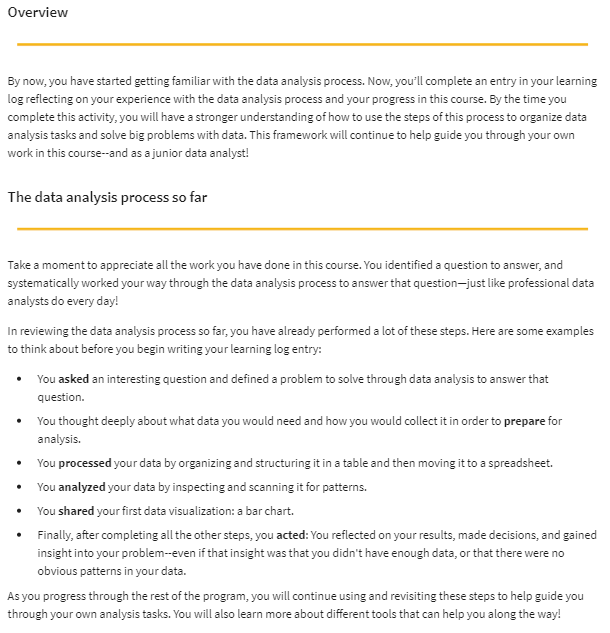 Overview
By now, you have started getting familiar with the data analysis process. Now, you'll complete an entry in your learning
log reflecting on your experience with the data analysis process and your progress in this course. By the time you
complete this activity, you will have a stronger understanding of how to use the steps of this process to organize data
analysis tasks and solve big problems with data. This framework will continue to help guide you through your own
work in this course--and as a junior data analyst!
The data analysis process so far
Take a moment to appreciate all the work you have done in this course. You identified a question to answer, and
systematically worked your way through the data analysis process to answer that question—just like professional data
analysts do every day!
In reviewing the data analysis process so far, you have already performed a lot of these steps. Here are some examples
to think about before you begin writing your learning log entry:
• You asked an interesting question and defined a problem to solve through data analysis to answer that
question.
• You thought deeply about what data you would need and how you would collect it in order to prepare for
analysis.
• You processed your data by organizing and structuring it in a table and then moving it to a spreadsheet.
• You analyzed your data by inspecting and scanning it for patterns.
• You shared your first data visualization: a bar chart.
• Finally, after completing all the other steps, you acted: You reflected on your results, made decisions, and gained
insight into your problem--even if that insight was that you didn't have enough data, or that there were no
obvious patterns in your data.
As you progress through the rest of the program, you will continue using and revisiting these steps to help guide you
through your own analysis tasks. You will also learn more about different tools that can help you along the way!